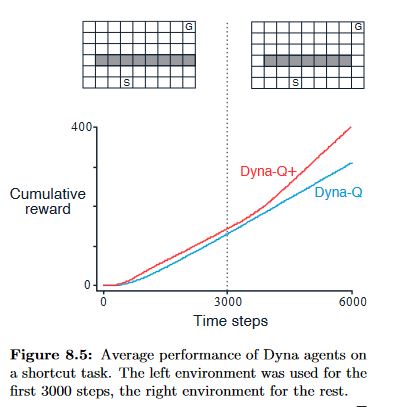 G
G
S
S
400
Dyna-Q+
Dyna-Q
Cumulative
reward
0
0
3000
6000
Time steps
Figure 8.5: Average performance of Dyna agents on
a shortcut task. The left environment was used for the
first 3000 steps, the right environment for the rest.